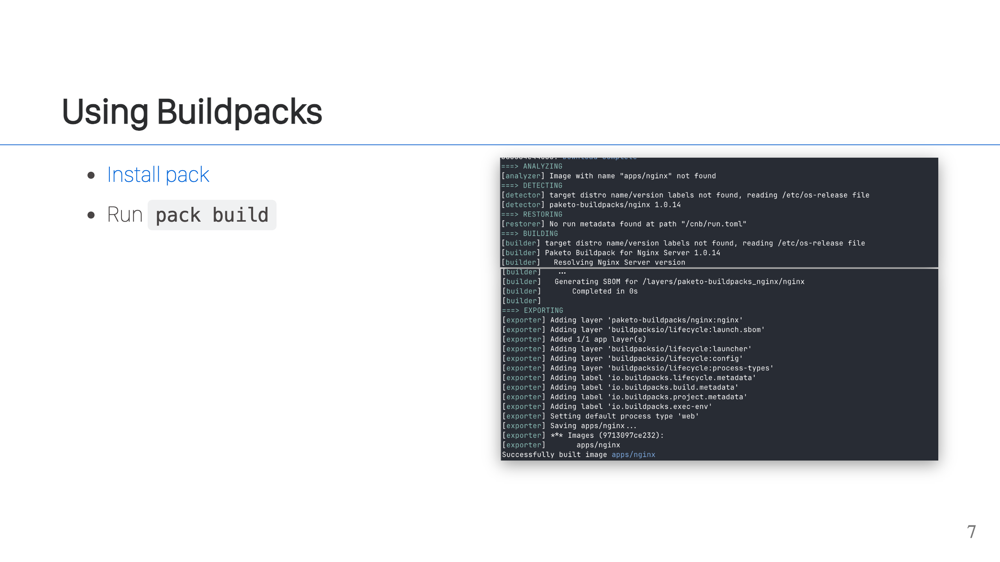 Using Buildpacks
• Install pack
• Run pack build
Download complete
===> ANALYZING
[analyzer] Image with name "apps/nginx" not found
===> DETECTING
[detector] target distro name/version labels not found, reading /etc/os-release file
[detector] paketo-buildpacks/nginx 1.0.14
===> RESTORING
[restorer] No run metadata found at path "/cnb/run.toml"
===> BUILDING
[builder] target distro name/version labels not found, reading /etc/os-release file
[builder] Paketo Buildpack for Nginx Server 1.0.14
[builder]   Resolving Nginx Server version
[builder]    ...
[builder]   Generating SBOM for /layers/paketo-buildpacks_nginx/nginx
[builder]       Completed in 0s
[builder]
===> EXPORTING
[exporter] Adding layer 'paketo-buildpacks/nginx:nginx'
[exporter] Adding layer 'buildpacksio/lifecycle:launch.sbom'
[exporter] Added 1/1 app layer(s)
[exporter] Adding layer 'buildpacksio/lifecycle:launcher'
[exporter] Adding layer 'buildpacksio/lifecycle:config'
[exporter] Adding layer 'buildpacksio/lifecycle:process-types'
[exporter] Adding label 'io.buildpacks.lifecycle.metadata'
[exporter] Adding label 'io.buildpacks.build.metadata'
[exporter] Adding label 'io.buildpacks.project.metadata'
[exporter] Adding label 'io.buildpacks.exec-env'
[exporter] Setting default process type 'web'
[exporter] Saving apps/nginx...
[exporter] *** Images (9713097ce232):
[exporter]       apps/nginx
Successfully built image apps/nginx
7